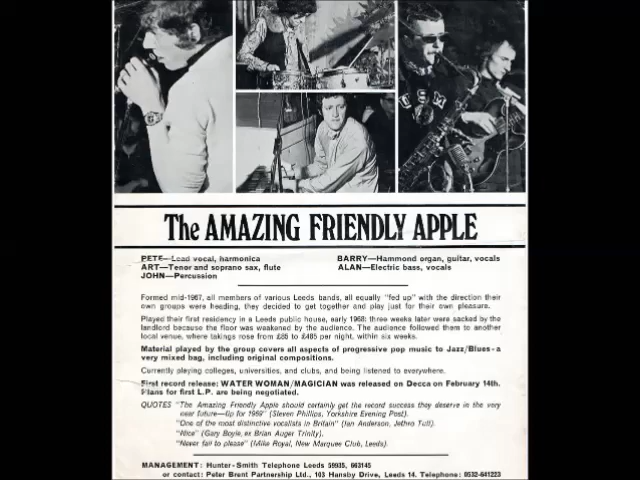 The AMAZING FRIENDLY APPLE
PETE—Lead vocal, harmonica
ART—Tenor and soprano sax, flute
JOHN—Percussion
BARRY—Hammond organ, guitar, vocals
ALAN—Electric bass, vocals
Formed mid-1967, all members of various Leeds bands, all equally "fed up" with the direction their
own groups were heading, they decided to get together and play just for their own pleasure.
Played their first residency in a Leeds public house, early 1968: three weeks later were sacked by the
landlord because the floor was weakened by the audience. The audience followed them to another
local venue, where takings rose from £85 to £485 per night, within six weeks.
Material played by the group covers all aspects of progressive pop music to Jazz/Blues - a
very mixed bag, including original compositions.
Currently playing colleges, universities, and clubs, and being listened to everywhere.
First record release: WATER WOMAN/MAGICIAN was released on Decca on February 14th.
Plans for first L.P. are being negotiated.
QUOTES "The Amazing Friendly Apple should certainly get the record success they deserve in the very
near future—tip for 1969" (Steven Phillips, Yorkshire Evening Post).
"One of the most distinctive vocalists in Britain" (Ian Anderson, Jethro Tull).
"Nice" (Gary Boyle, ex Brian Auger Trinity).
"Never fail to please" (Mike Royal, New Marquee Club, Leeds).
MANAGEMENT: Hunter-Smith Telephone Leeds 59935, 663145
or contact: Peter Brent Partnership Ltd., 103 Hansby Drive, Leeds 14. Telephone: 0532-641223